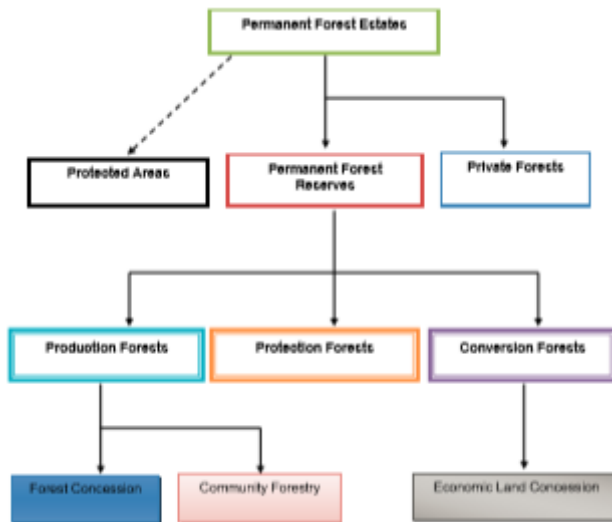 Permanent Forest Estates
Protected Areas
Permanent Forest
Reserves
Private Forests
Production Forests
Protection Forests
Conversion Forests
Forest Concession
Community Forestry
Economic Land Concession